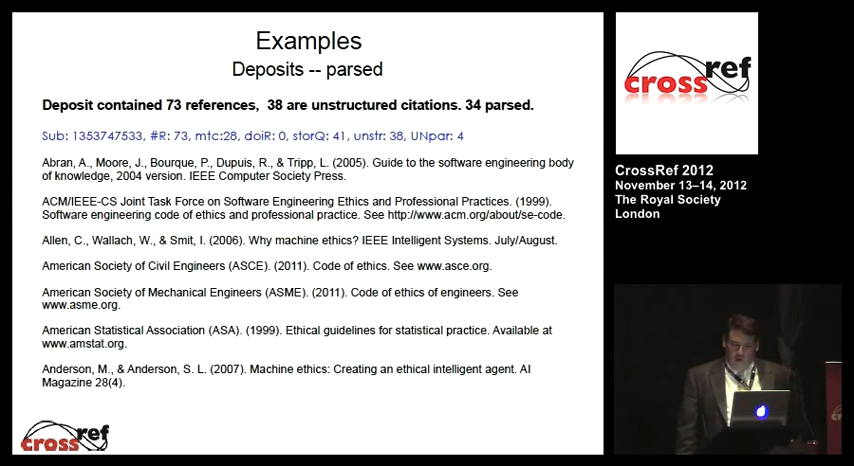 Examples
Deposits -- parsed
Deposit contained 73 references, 38 are unstructured citations. 34 parsed.
Sub: 1353747533, #R: 73, mtc:28, doiR: 0, storQ: 41, unstr: 38, UNpar: 4
Abran, A., Moore, J., Bourque, P., Dupuis, R., & Tripp, L. (2005). Guide to the software engineering body
of knowledge, 2004 version. IEEE Computer Society Press.
ACM/IEEE-CS Joint Task Force on Software Engineering Ethics and Professional Practices. (1999).
Software engineering code of ethics and professional practice. See http://www.acm.org/about/se-code.
Allen, C., Wallach, W., & Smit, I. (2006). Why machine ethics? IEEE Intelligent Systems. July/August.
American Society of Civil Engineers (ASCE). (2011). Code of ethics. See www.asce.org.
American Society of Mechanical Engineers (ASME). (2011). Code of ethics of engineers. See
www.asme.org.
American Statistical Association (ASA). (1999). Ethical guidelines for statistical practice. Available at
www.amstat.org.
Anderson, M., & Anderson, S. L. (2007). Machine ethics: Creating an ethical intelligent agent. AI
Magazine 28(4).
crossref
crossref
CrossRef 2012
November 13–14, 2012
The Royal Society
London